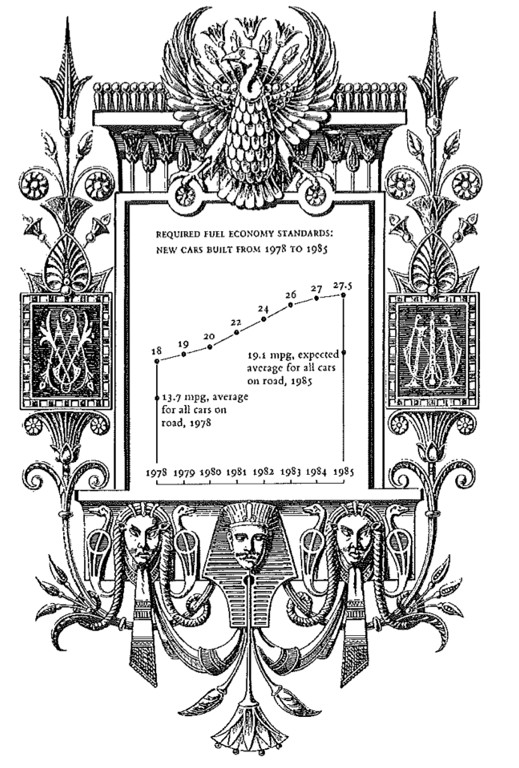 REQUIRED FUEL ECONOMY STANDARDS:
NEW CARS BUILT FROM 1978 TO 1985
18
19
20
22
24
26
27
27.5
19.1 mpg, expected
average for all cars
on road, 1985
13.7 mpg, average
for all cars on
road, 1978
1978 1979 1980 1981 1982 1983 1984 1985